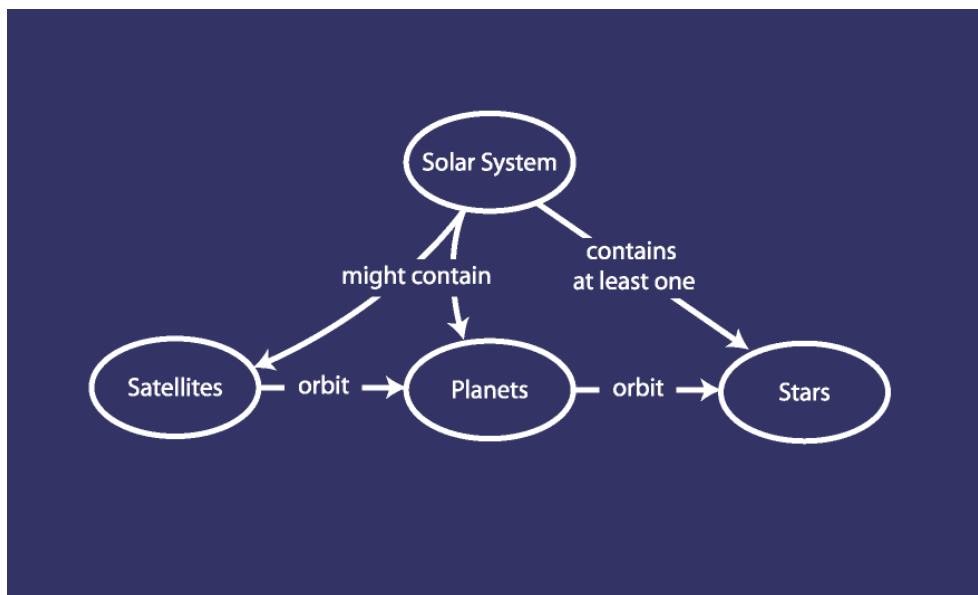 Solar System
contains
at least one
might contain
Satellites
orbit
Planets
orbit
Stars